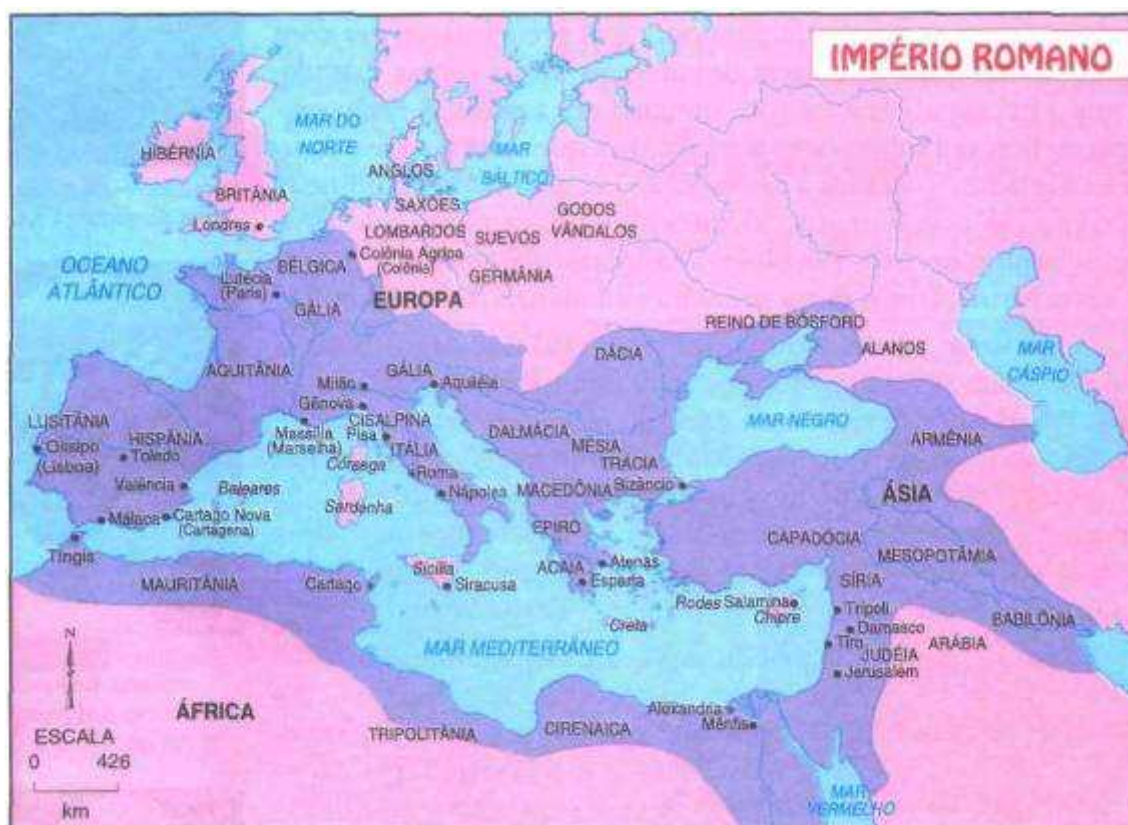 IMPÉRIO ROMANO
MAR DO
NORTE
HIBÉRNIA
ANGLOS
MAR
BÁLTICO
BRITÂNIA
SAXÕES
GODOS
LOMBARDOS
VÂNDALOS
SUEVOS
Londres
OCEANO
ATLÂNTICO
BÉLGICA
Colônia Agripa
(Colônia)
GERMÂNIA
Lutécia
(Paris)
EUROPA
GÁLIA
REINO DE BÓSFORO
ALANOS
MAR
CÁSPIO
DÁCIA
AQUITÂNIA
GÁLIA
Milão
Aquiléia
Gênova
CISALPINA
MAR NEGRO
LUSITÂNIA
Massília
(Marselha)
Pisa
DALMÁCIA
ARMÊNIA
HISPÂNIA
ITÁLIA
MÉSIA
(Lisboa)
Toledo
Córsega
Roma
TRÁCIA
Valência
Baleares
Nápoles
MACEDÔNIA
Bizâncio
ÁSIA
Sardenha
Málaca
Cartago Nova
(Cartagena)
EPIRO
CAPADÓCIA
Tíngis
MESOPOTÂMIA
MAURITÂNIA
Cartago
Sicília
Siracusa
ACAIA
Atenas
Esparta
SÍRIA
Rodes
Salamina
Chipre
Trípoli
BABILÔNIA
Creta
Damasco
ARÁBIA
Tiro
MAR MEDITERRÂNEO
JUDÉIA
Jerusalém
N
ÁFRICA
Alexandria
Mênfis
ESCALA
TRIPOLITÂNIA
CIRENAICA
0 426
km
MAR
VERMELHO